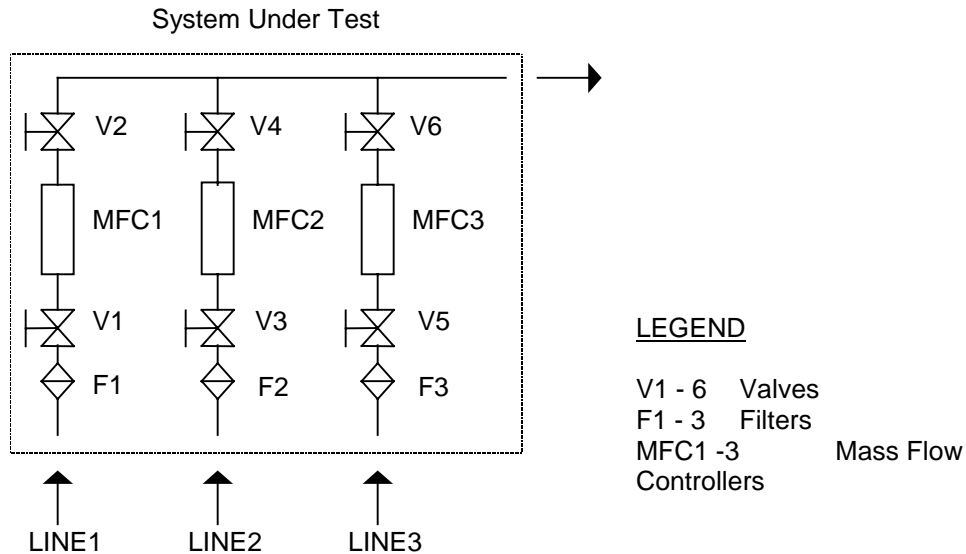 System Under Test
V2 V4 V6
MFC1 MFC2 MFC3
V1 V3 V5
F1 F2 F3
LINE1 LINE2 LINE3
LEGEND
V1 - 6 Valves
F1 - 3 Filters
MFC1 -3 Mass Flow
Controllers